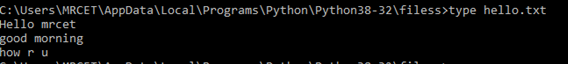 C:\Users\MRCET\AppData\Local\Programs\Python\Python38-32\filess>type hello.txt
Hello mrcet
good morning
how r u